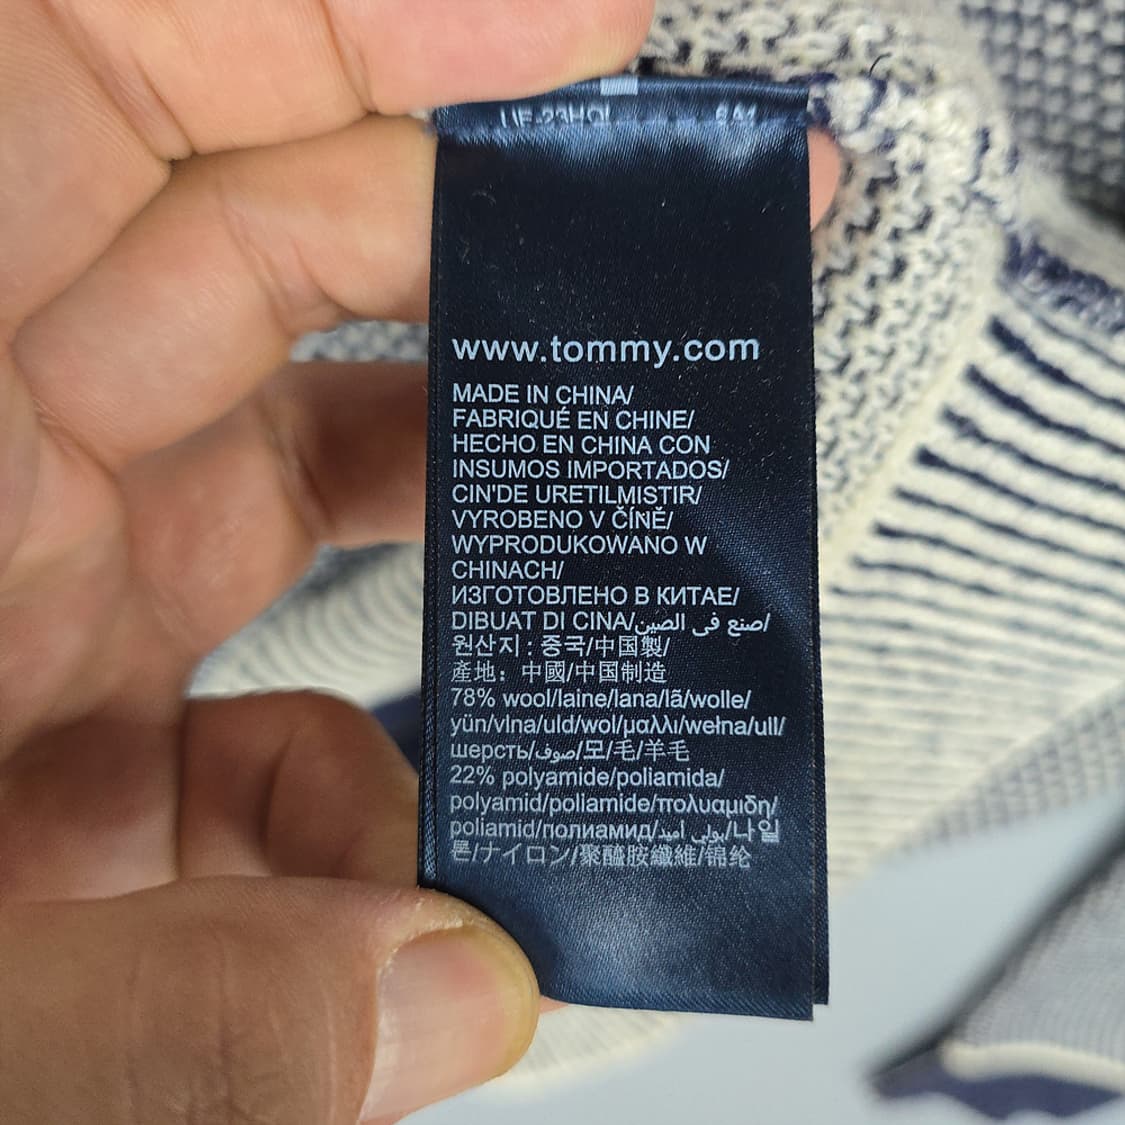 www.tommy.com
MADE IN CHINA/
FABRIQUÉ EN CHINE/
HECHO EN CHINA CON
INSUMOS IMPORTADOS/
CIN'DE URETILMISTIR/
VYROBENO V ČÍNĚ/
WYPRODUKOWANO W
CHINACH/
ИЗГОТОВЛЕНО В КИТАЕ/
DIBUAT DI CINA/صنع في الصين/
원산지 : 중국/中国製/
產地：中國/中国制造
78% wool/laine/lana/lã/wolle/
yün/vlna/uld/wol/μαλλι/wełna/ull/
шерсть/صوف/모/毛/羊毛
22% polyamide/poliamida/
polyamid/poliamide/πολυαμιδη/
poliamid/полиамид/بولي أميد/나일
론/ナイロン/聚醯胺纖維/锦纶